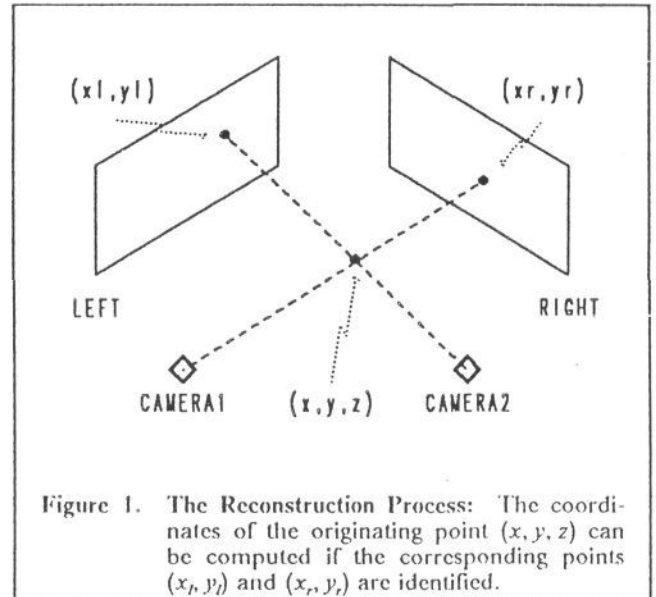 (xl,yl)
(xr,yr)
LEFT
RIGHT
CAMERA1
(x,y,z)
CAMERA2
Figure 1. The Reconstruction Process: The coordi-
nates of the originating point (x, y, z) can
be computed if the corresponding points
(xl, yl) and (xr, yr) are identified.